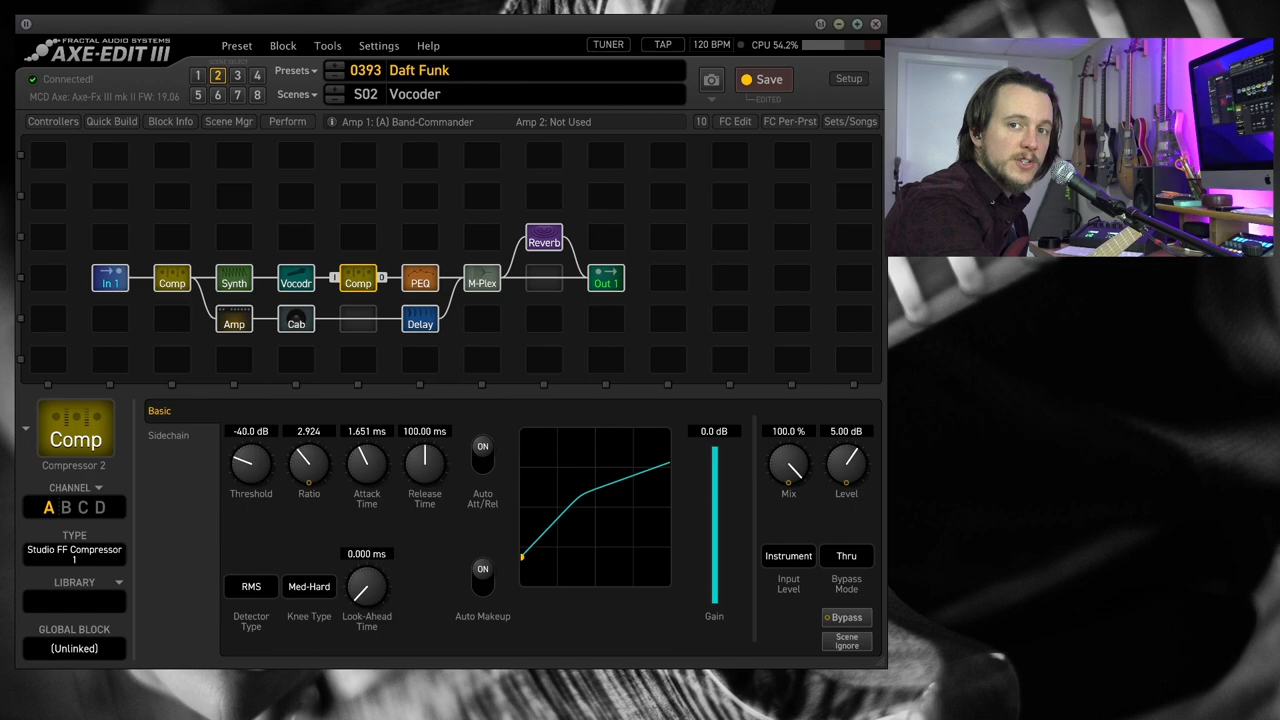 FRACTAL AUDIO SYSTEMS
AXE-EDIT III
Preset Block Tools Settings Help
TUNER TAP 120 BPM CPU 54.2%
Connected!
MCD Axe: Axe-Fx III mk II FW: 19.06
SCENE SELECT
1 2 3 4
5 6 7 8
Presets 0393 Daft Funk
Scenes S02 Vocoder
Save
EDITED
Setup
Controllers Quick Build Block Info Scene Mgr Perform Amp 1: (A) Band-Commander Amp 2: Not Used 10 FC Edit FC Per-Prst Sets/Songs
Reverb
In 1 Comp Synth Vocodr I Comp O PEQ M-Plex Out 1
Amp Cab Delay
Comp
Compressor 2
CHANNEL
A B C D
TYPE
Studio FF Compressor
1
LIBRARY
GLOBAL BLOCK
(Unlinked)
Basic
Sidechain
-40.0 dB 2.924 1.651 ms 100.00 ms
ON
Threshold Ratio Attack
Time
Release
Time
Auto
Att/Rel
0.000 ms
RMS Med-Hard
ON
Detector
Type
Knee Type
Look-Ahead
Time
Auto Makeup
0.0 dB
Gain
100.0 % 5.00 dB
Mix Level
Instrument Thru
Input
Level
Bypass
Mode
Bypass
Scene
Ignore